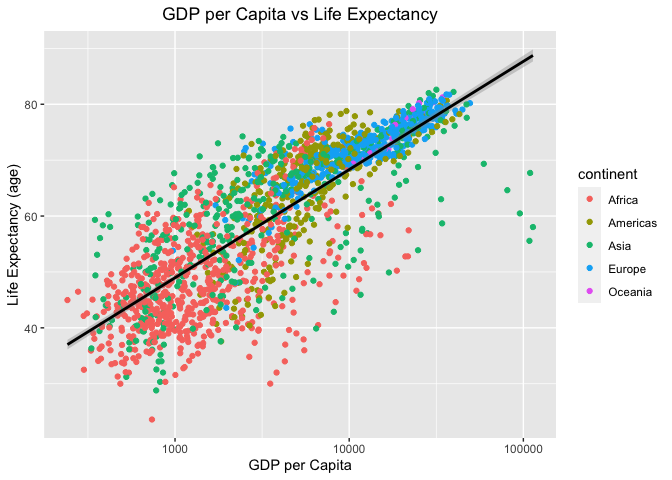 GDP per Capita vs Life Expectancy
80
60
40
Life Expectancy (age)
1000
10000
100000
GDP per Capita
continent
Africa
Americas
Asia
Europe
Oceania